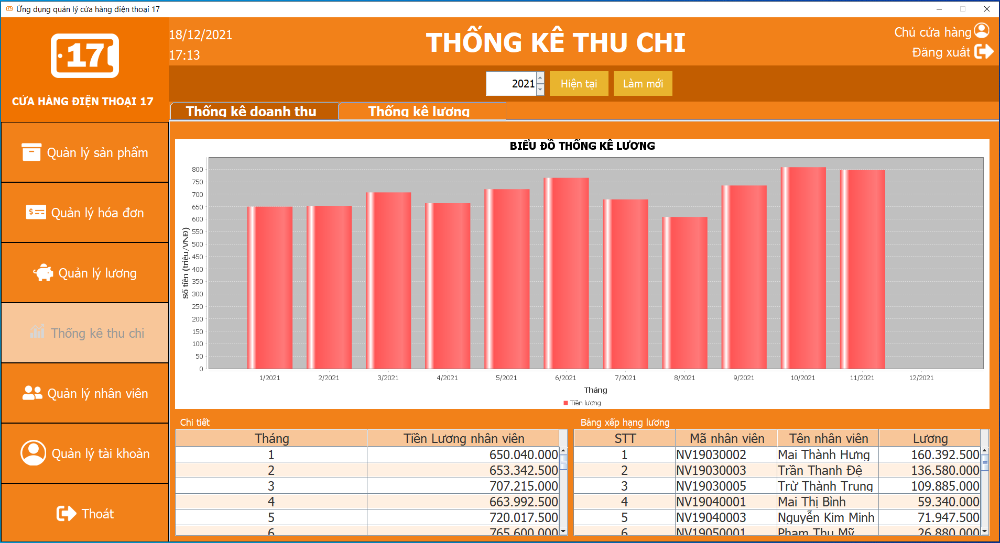 Ứng dụng quản lý cửa hàng điện thoại 17
17
CỬA HÀNG ĐIỆN THOẠI 17
18/12/2021
17:13
THỐNG KÊ THU CHI
Chủ cửa hàng
Đăng xuất
2021 Hiện tại Làm mới
Thống kê doanh thu Thống kê lương
Quản lý sản phẩm
Quản lý hóa đơn
Quản lý lương
Thống kê thu chi
Quản lý nhân viên
Quản lý tài khoản
Thoát
BIỂU ĐỒ THỐNG KÊ LƯƠNG
Số tiền (triệu/VNĐ)
800
750
700
650
600
550
500
450
400
350
300
250
200
150
100
50
0
1/2021 2/2021 3/2021 4/2021 5/2021 6/2021 7/2021 8/2021 9/2021 10/2021 11/2021 12/2021
Tháng
Tiền lương
Chi tiết
Tháng Tiền Lương nhân viên
1 650.040.000
2 653.342.500
3 707.215.000
4 663.992.500
5 720.017.500
6 765.600.000
Bảng xếp hạng lương
STT Mã nhân viên Tên nhân viên Lương
1 NV19030002 Mai Thành Hưng 160.392.500
2 NV19030003 Trần Thanh Đệ 136.580.000
3 NV19030005 Trừ Thành Trung 109.885.000
4 NV19040001 Mai Thị Bình 59.340.000
5 NV19040003 Nguyễn Kim Minh 71.947.500
6 NV19050001 Phạm Thu Mỹ 26.880.000